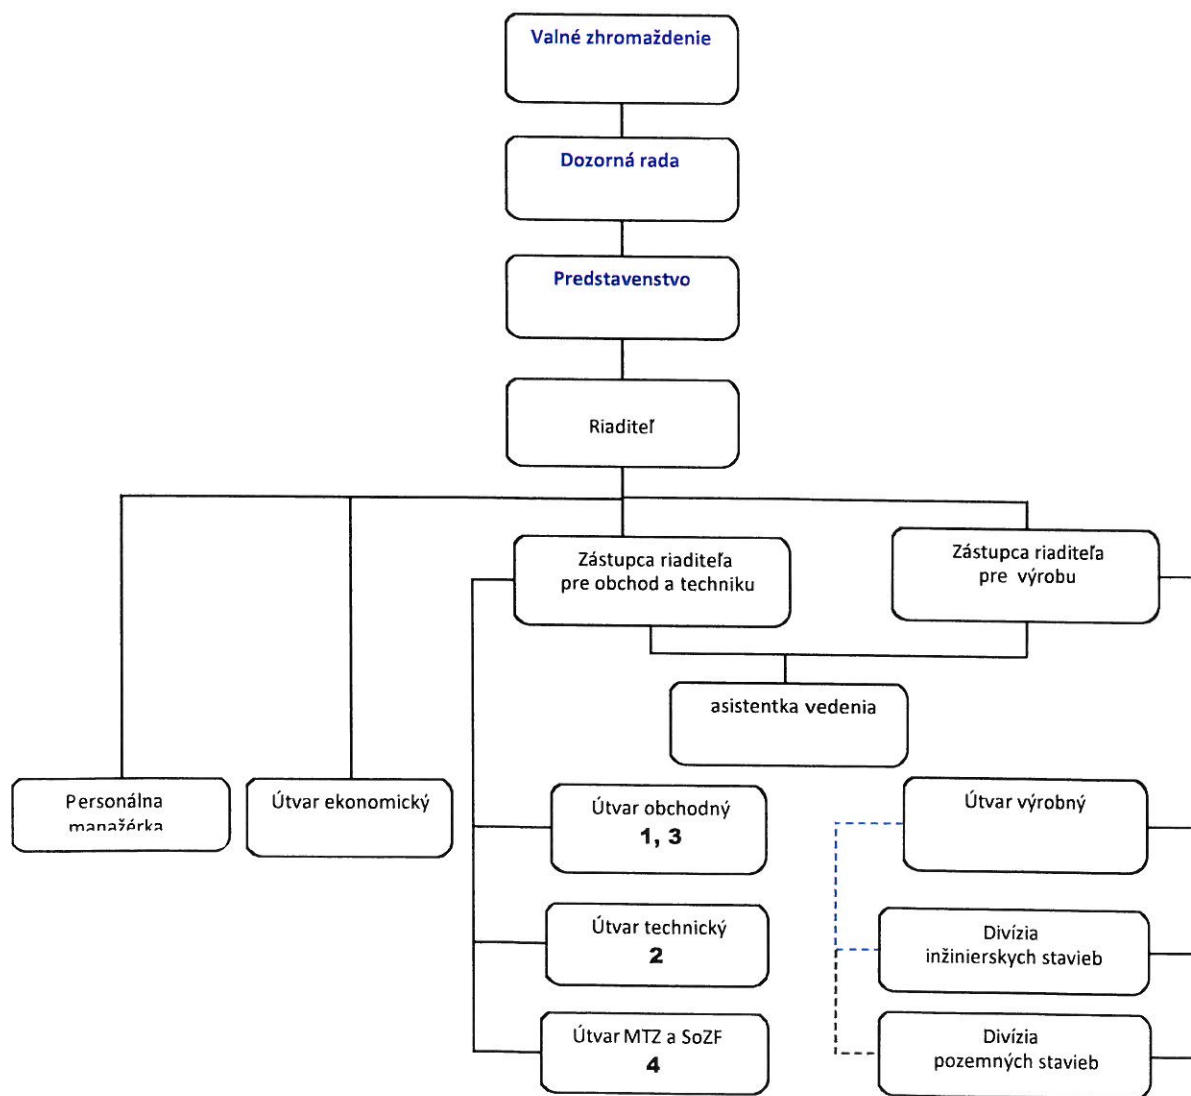 Valné zhromaždenie
Dozorná rada
Predstavenstvo
Riaditeľ
Zástupca riaditeľa
pre obchod a techniku
Zástupca riaditeľa
pre výrobu
asistentka vedenia
Personálna
manažérka
Útvar ekonomický
Útvar obchodný
1, 3
Útvar výrobný
Útvar technický
2
Divízia
inžinierskych stavieb
Útvar MTZ a SoZF
4
Divízia
pozemných stavieb